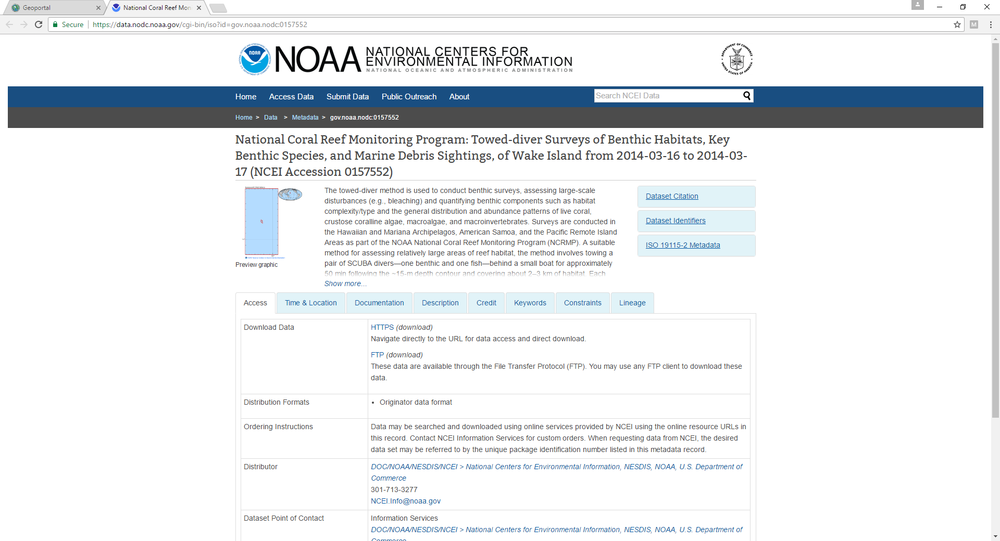 Geoportal
National Coral Reef Mon
Secure https://data.nodc.noaa.gov/cgi-bin/iso?id=gov.noaa.nodc:0157552
M
NOAA
NOAA
NATIONAL CENTERS FOR
ENVIRONMENTAL INFORMATION
NATIONAL OCEANIC AND ATMOSPHERIC ADMINISTRATION
DEPARTMENT OF COMMERCE
UNITED STATES OF AMERICA
Home Access Data Submit Data Public Outreach About
Search NCEI Data
Home > Data > Metadata > gov.noaa.nodc:0157552
National Coral Reef Monitoring Program: Towed-diver Surveys of Benthic Habitats, Key
Benthic Species, and Marine Debris Sightings, of Wake Island from 2014-03-16 to 2014-03-
17 (NCEI Accession 0157552)
Preview graphic
The towed-diver method is used to conduct benthic surveys, assessing large-scale
disturbances (e.g., bleaching) and quantifying benthic components such as habitat
complexity/type and the general distribution and abundance patterns of live coral,
crustose coralline algae, macroalgae, and macroinvertebrates. Surveys are conducted in
the Hawaiian and Mariana Archipelagos, American Samoa, and the Pacific Remote Island
Areas as part of the NOAA National Coral Reef Monitoring Program (NCRMP). A suitable
method for assessing relatively large areas of reef habitat, the method involves towing a
pair of SCUBA divers—one benthic and one fish—behind a small boat for approximately
50 min following the ~15-m depth contour and covering about 2–3 km of habitat. Each
Show more...
Dataset Citation
Dataset Identifiers
ISO 19115-2 Metadata
Access Time & Location Documentation Description Credit Keywords Constraints Lineage
Download Data
HTTPS (download)
Navigate directly to the URL for data access and direct download.
FTP (download)
These data are available through the File Transfer Protocol (FTP). You may use any FTP client to download these
data.
Distribution Formats
• Originator data format
Ordering Instructions
Data may be searched and downloaded using online services provided by NCEI using the online resource URLs in
this record. Contact NCEI Information Services for custom orders. When requesting data from NCEI, the desired
data set may be referred to by the unique package identification number listed in this metadata record.
Distributor
DOC/NOAA/NESDIS/NCEI > National Centers for Environmental Information, NESDIS, NOAA, U.S. Department of
Commerce
301-713-3277
NCEI.Info@noaa.gov
Dataset Point of Contact
Information Services
DOC/NOAA/NESDIS/NCEI > National Centers for Environmental Information, NESDIS, NOAA, U.S. Department of
Commerce